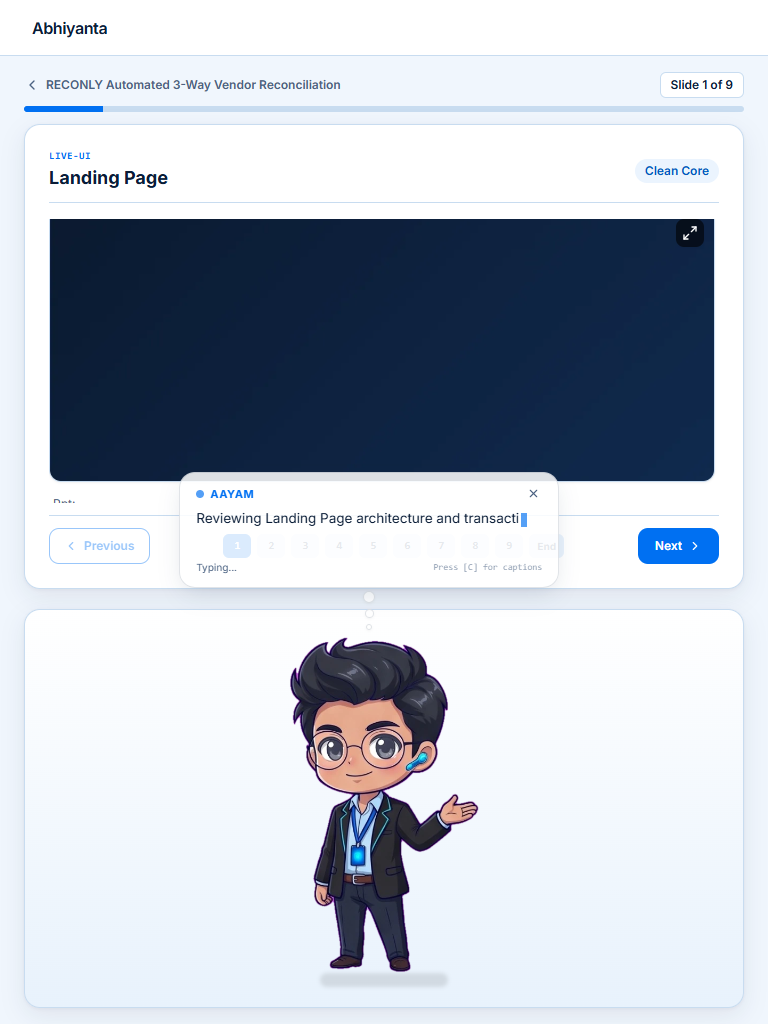 Abhiyanta
RECONLY Automated 3-Way Vendor Reconciliation
Slide 1 of 9
LIVE-UI
Landing Page
Clean Core
AAYAM
Reviewing Landing Page architecture and transacti
Previous
1 2 3 4 5 6 7 8 9 End
Next
Typing...
Press [C] for captions